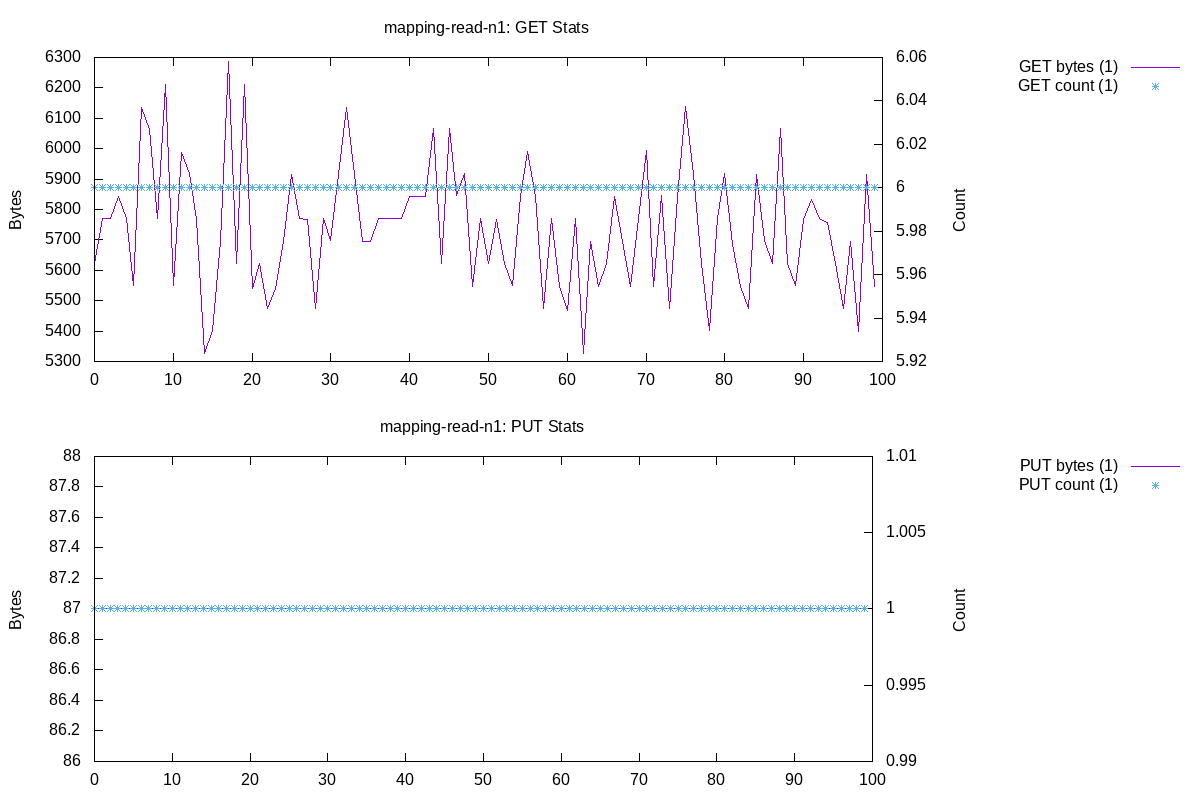 mapping-read-n1: GET Stats
6300
6200
6100
6000
5900
5800
5700
5600
5500
5400
5300
Bytes
0 10 20 30 40 50 60 70 80 90 100
6.06
6.04
6.02
6
5.98
5.96
5.94
5.92
Count
GET bytes (1)
GET count (1)
mapping-read-n1: PUT Stats
88
87.8
87.6
87.4
87.2
87
86.8
86.6
86.4
86.2
86
Bytes
0 10 20 30 40 50 60 70 80 90 100
1.01
1.005
1
0.995
0.99
Count
PUT bytes (1)
PUT count (1)